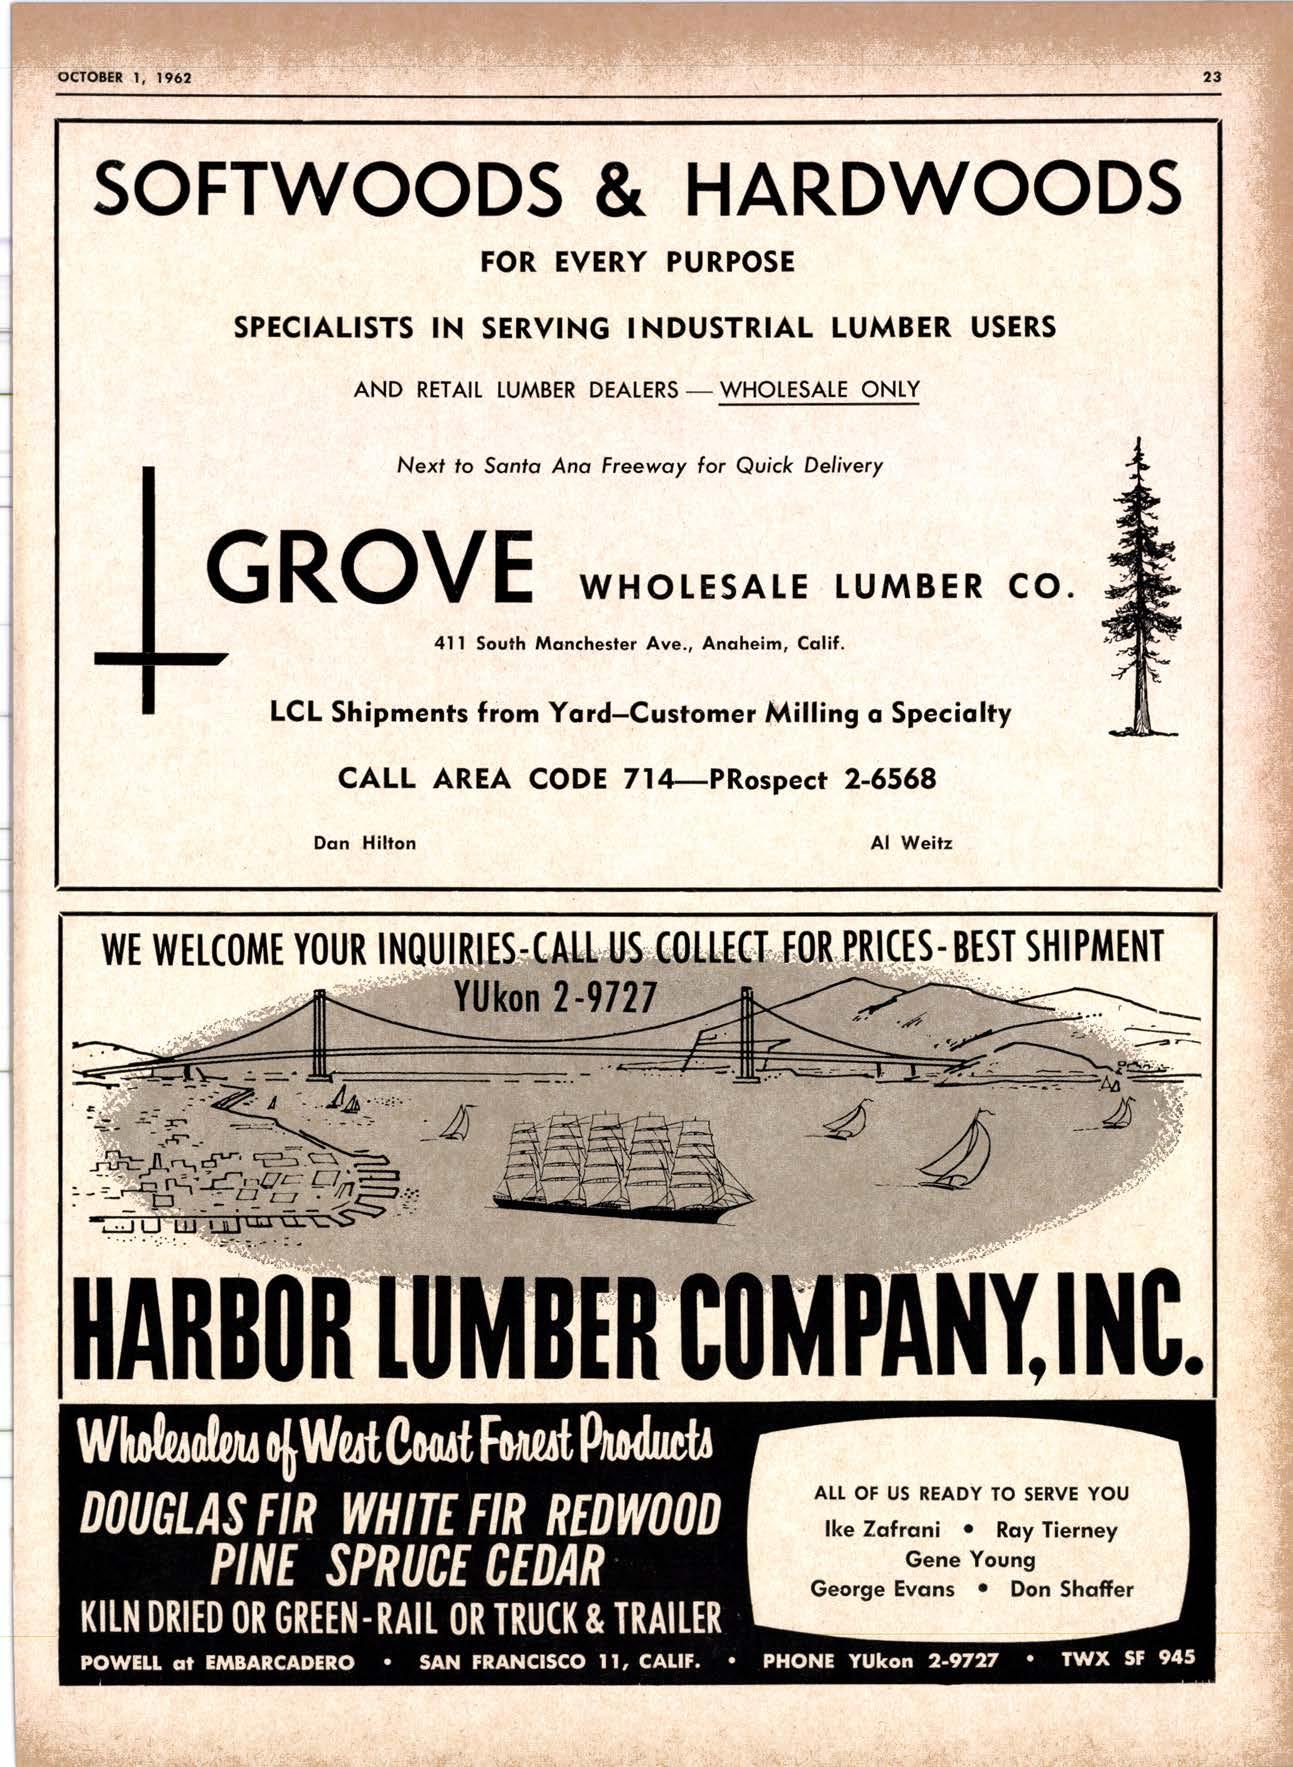 OCTOBER 1, 1962 23
SOFTWOODS & HARDWOODS
FOR EVERY PURPOSE
SPECIALISTS IN SERVING INDUSTRIAL LUMBER USERS
AND RETAIL LUMBER DEALERS — WHOLESALE ONLY
Next to Santa Ana Freeway for Quick Delivery
GROVE WHOLESALE LUMBER CO.
411 South Manchester Ave., Anaheim, Calif.
LCL Shipments from Yard–Customer Milling a Specialty
CALL AREA CODE 714—PRospect 2-6568
Dan Hilton Al Weitz
WE WELCOME YOUR INQUIRIES-CALL US COLLECT FOR PRICES-BEST SHIPMENT
YUkon 2-9727
HARBOR LUMBER COMPANY, INC.
Wholesalers of West Coast Forest Products
DOUGLAS FIR WHITE FIR REDWOOD
PINE SPRUCE CEDAR
KILN DRIED OR GREEN-RAIL OR TRUCK & TRAILER
ALL OF US READY TO SERVE YOU
Ike Zafrani • Ray Tierney
Gene Young
George Evans • Don Shaffer
POWELL at EMBARCADERO • SAN FRANCISCO 11, CALIF. • PHONE YUkon 2-9727 • TWX SF 945